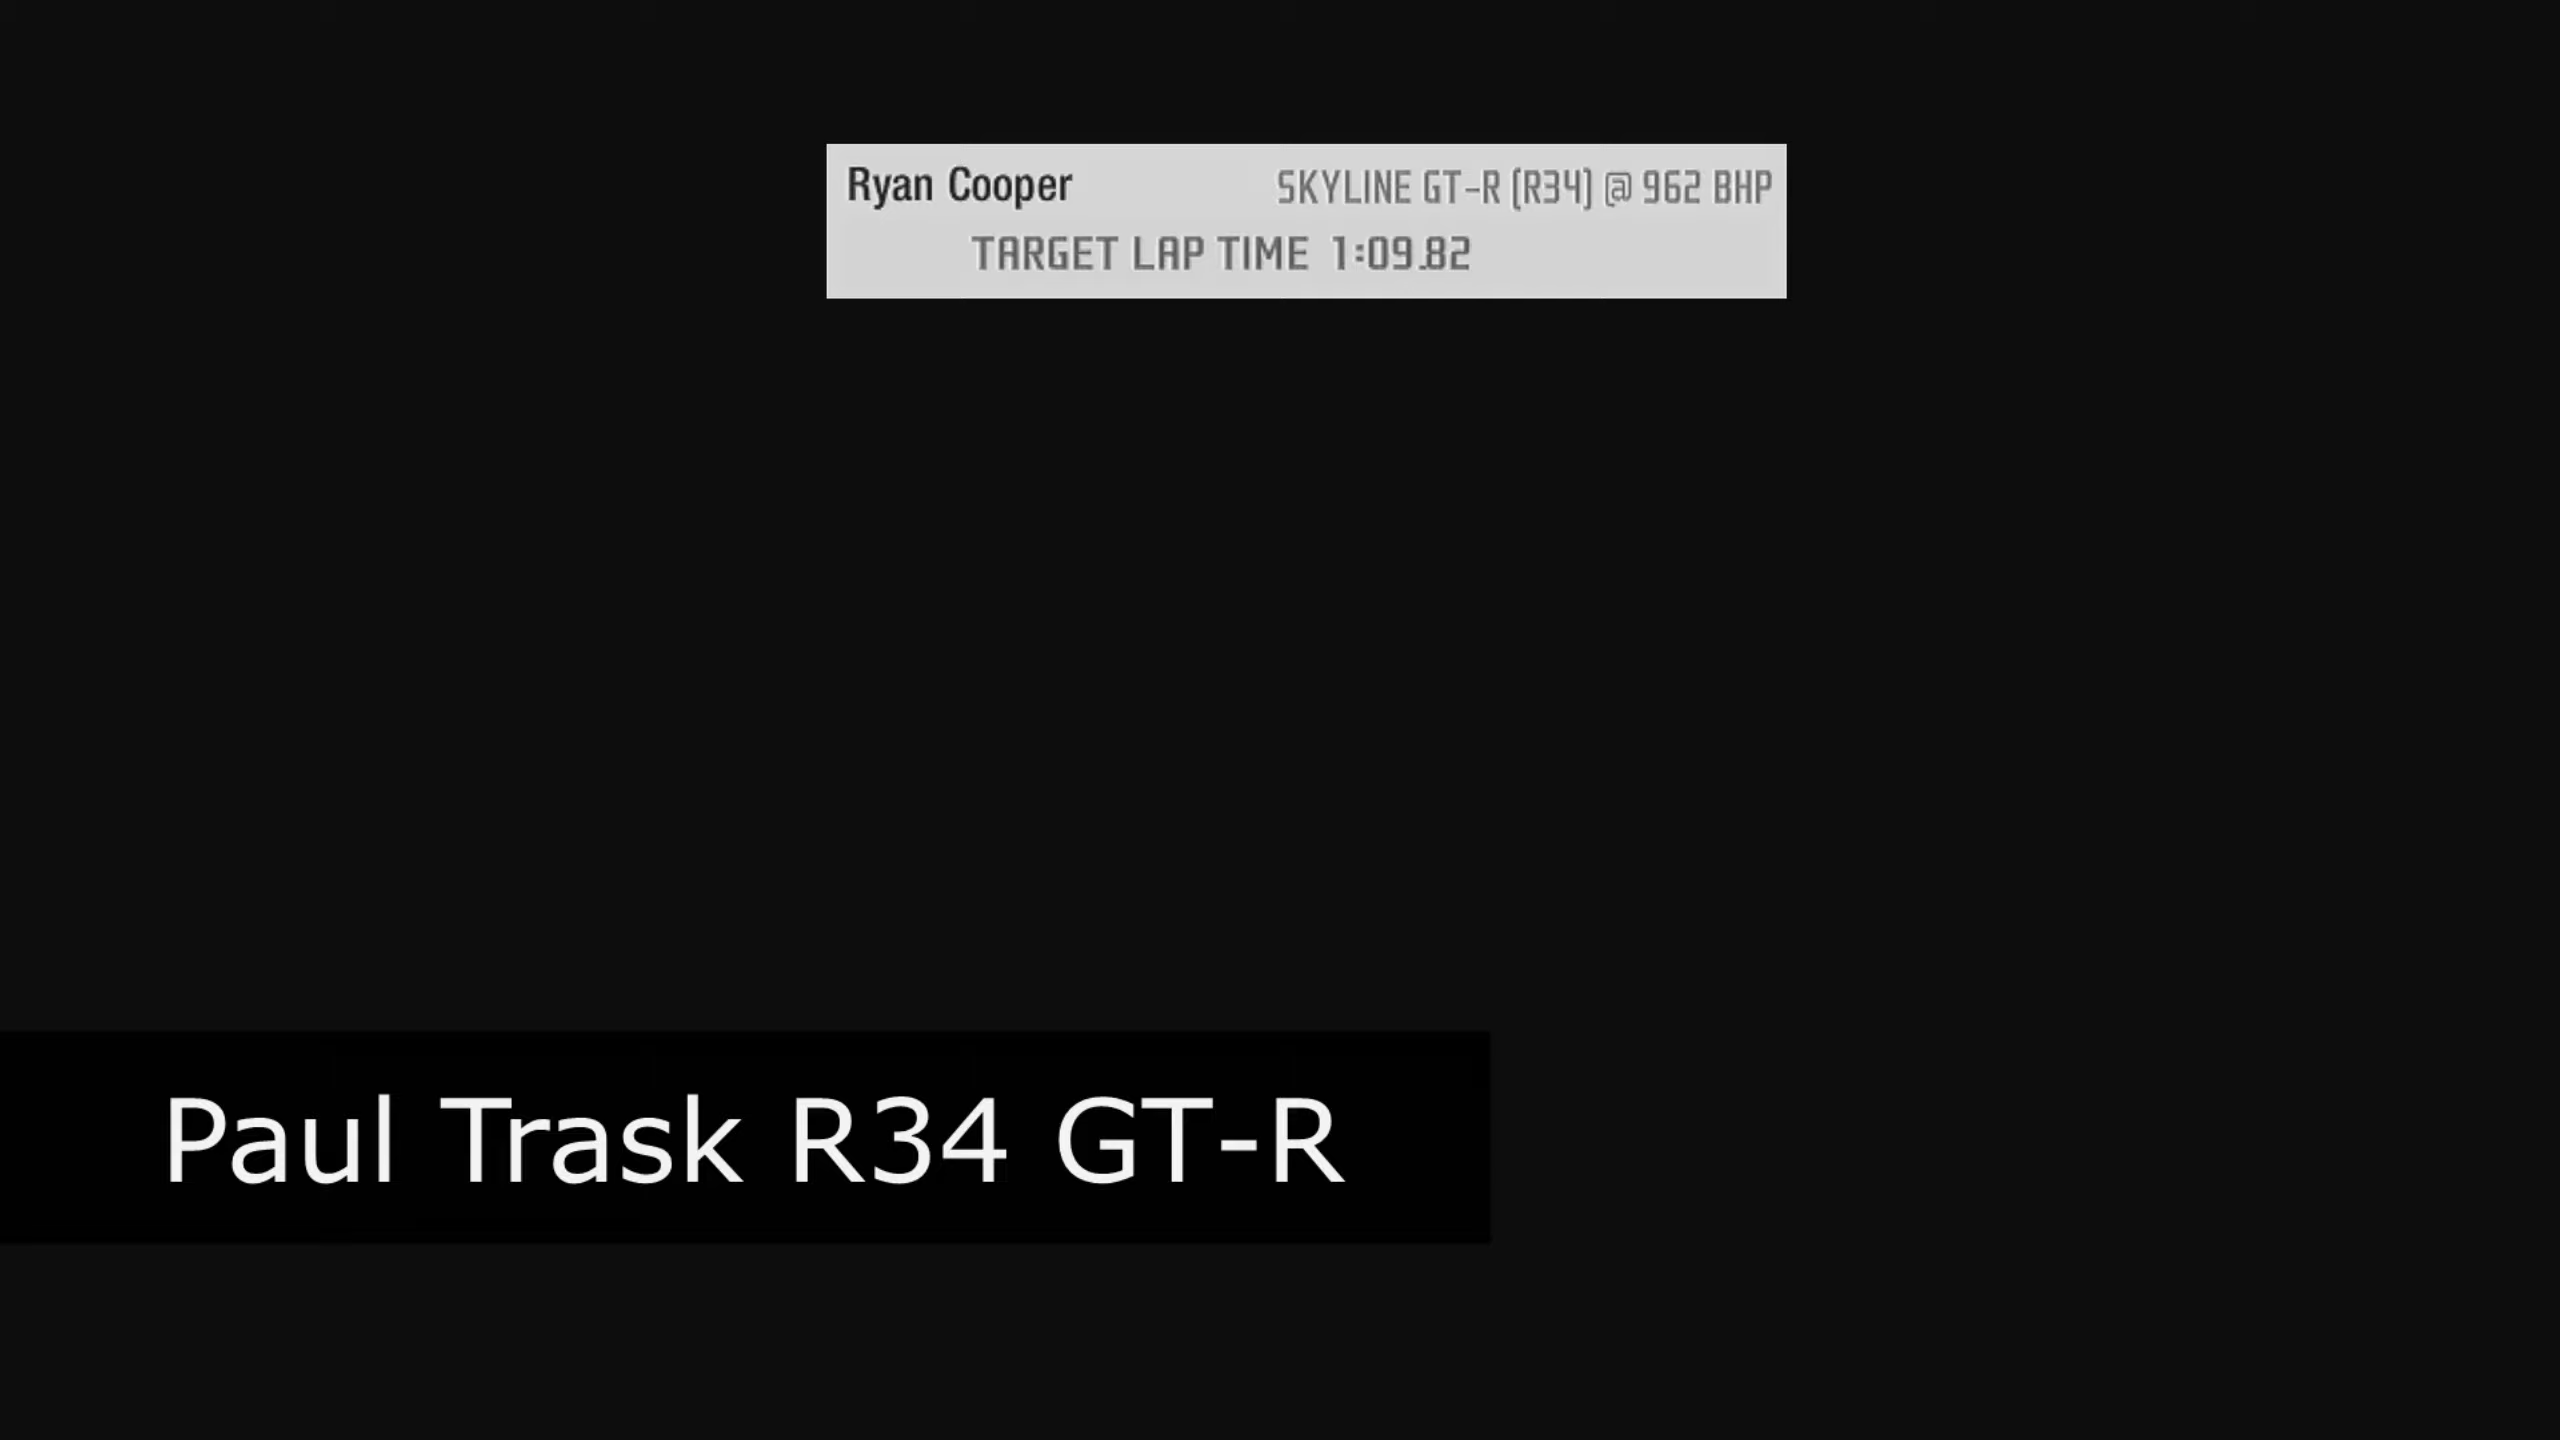 Ryan Cooper SKYLINE GT-R (R34) @ 962 BHP
TARGET LAP TIME 1:09.82
Paul Trask R34 GT-R